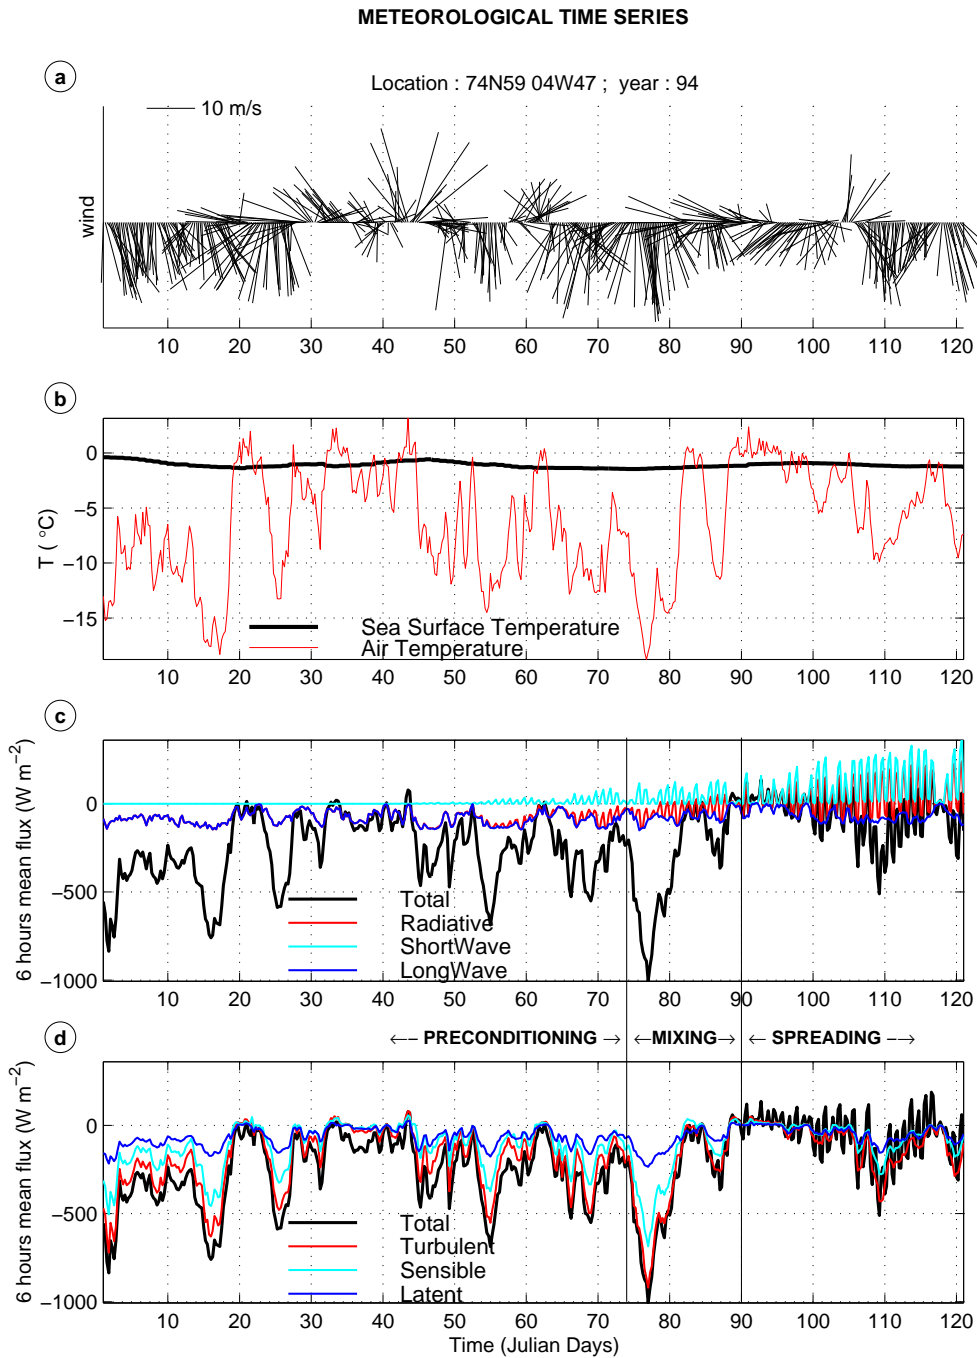 METEOROLOGICAL TIME SERIES
a
Location : 74N59 04W47 ;  year : 94
10 m/s
wind
10 20 30 40 50 60 70 80 90 100 110 120
b
T ( °C)
0
−5
−10
−15
Sea Surface Temperature
Air Temperature
10 20 30 40 50 60 70 80 90 100 110 120
c
6 hours mean flux (W m−2)
0
−500
−1000
Total
Radiative
ShortWave
LongWave
10 20 30 40 50 60 70 80 90 100 110 120
d
←− PRECONDITIONING → ←MIXING→ ← SPREADING −→
6 hours mean flux (W m−2)
0
−500
−1000
Total
Turbulent
Sensible
Latent
10 20 30 40 50 60 70 80 90 100 110 120
Time (Julian Days)